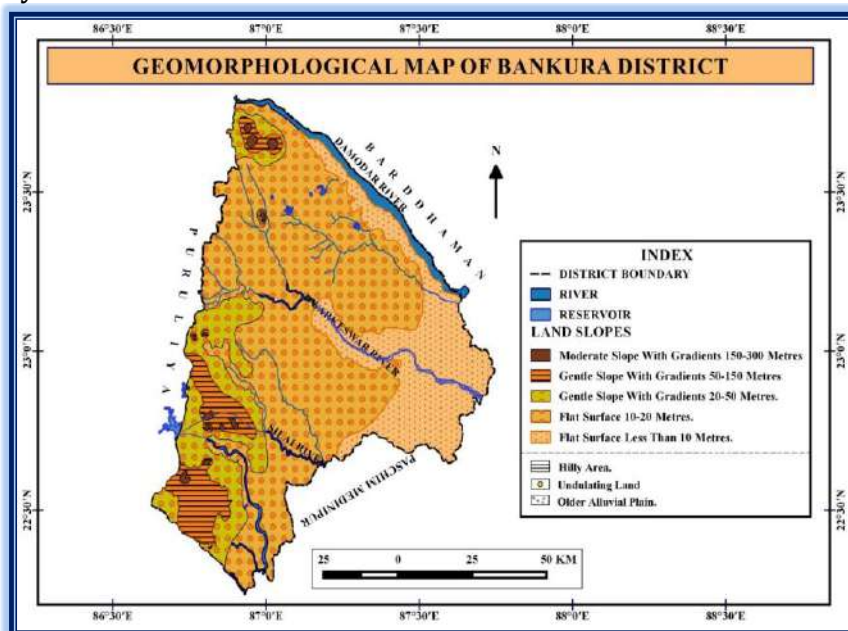 86°30'E 87°0'E 87°30'E 88°0'E 88°30'E
GEOMORPHOLOGICAL MAP OF BANKURA DISTRICT
BARDDHAMAN
DAMODAR RIVER
N
23°30'N 23°30'N
PURULIYA
INDEX
DISTRICT BOUNDARY
RIVER
RESERVOIR
LAND SLOPES
Moderate Slope With Gradients 150-300 Metres
Gentle Slope With Gradients 50-150 Metres
Gentle Slope With Gradients 20-50 Metres.
Flat Surface 10-20 Metres.
Flat Surface Less Than 10 Metres.
Hilly Area.
Undulating Land
Older Alluvial Plain.
23°0'N 23°0'N
RIVER
PASCHIM MEDINIPUR
22°30'N 22°30'N
25 0 25 50 KM
86°30'E 87°0'E 87°30'E 88°0'E 88°30'E